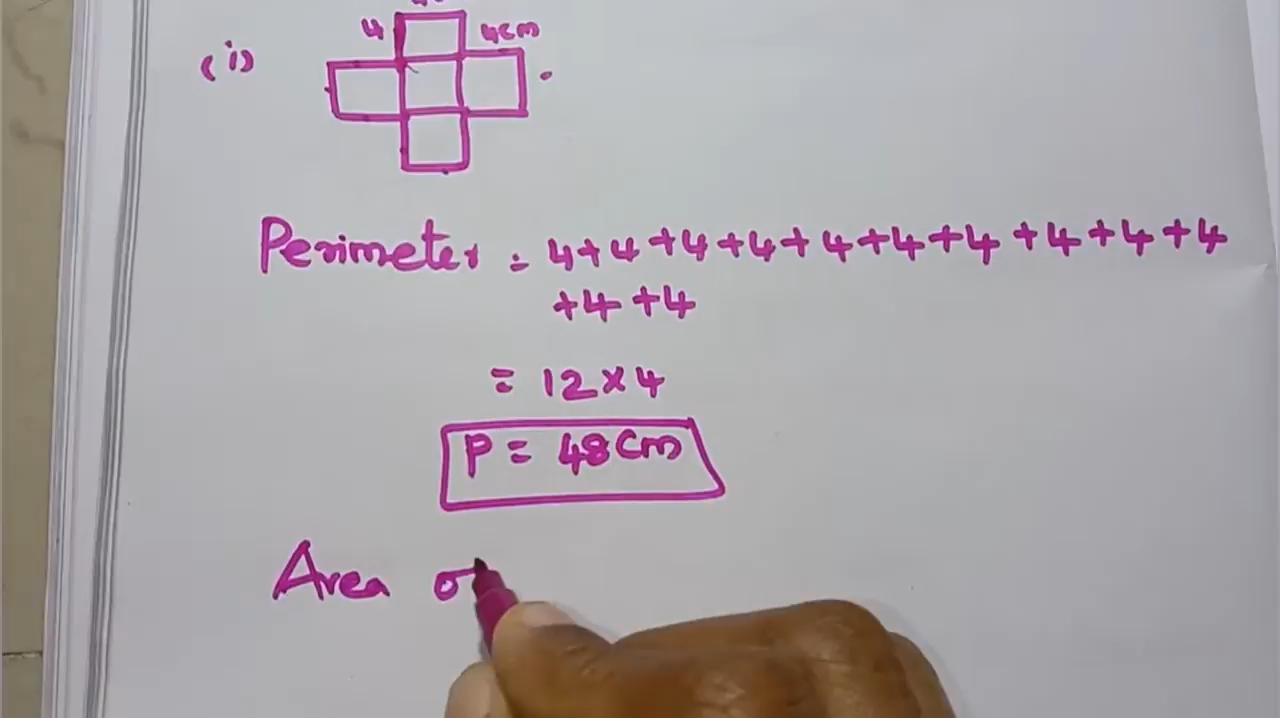 4 4cm
(i)
Perimeter = 4+4+4+4+4+4+4+4+4+4
+4+4
= 12×4
P = 48cm
Area of